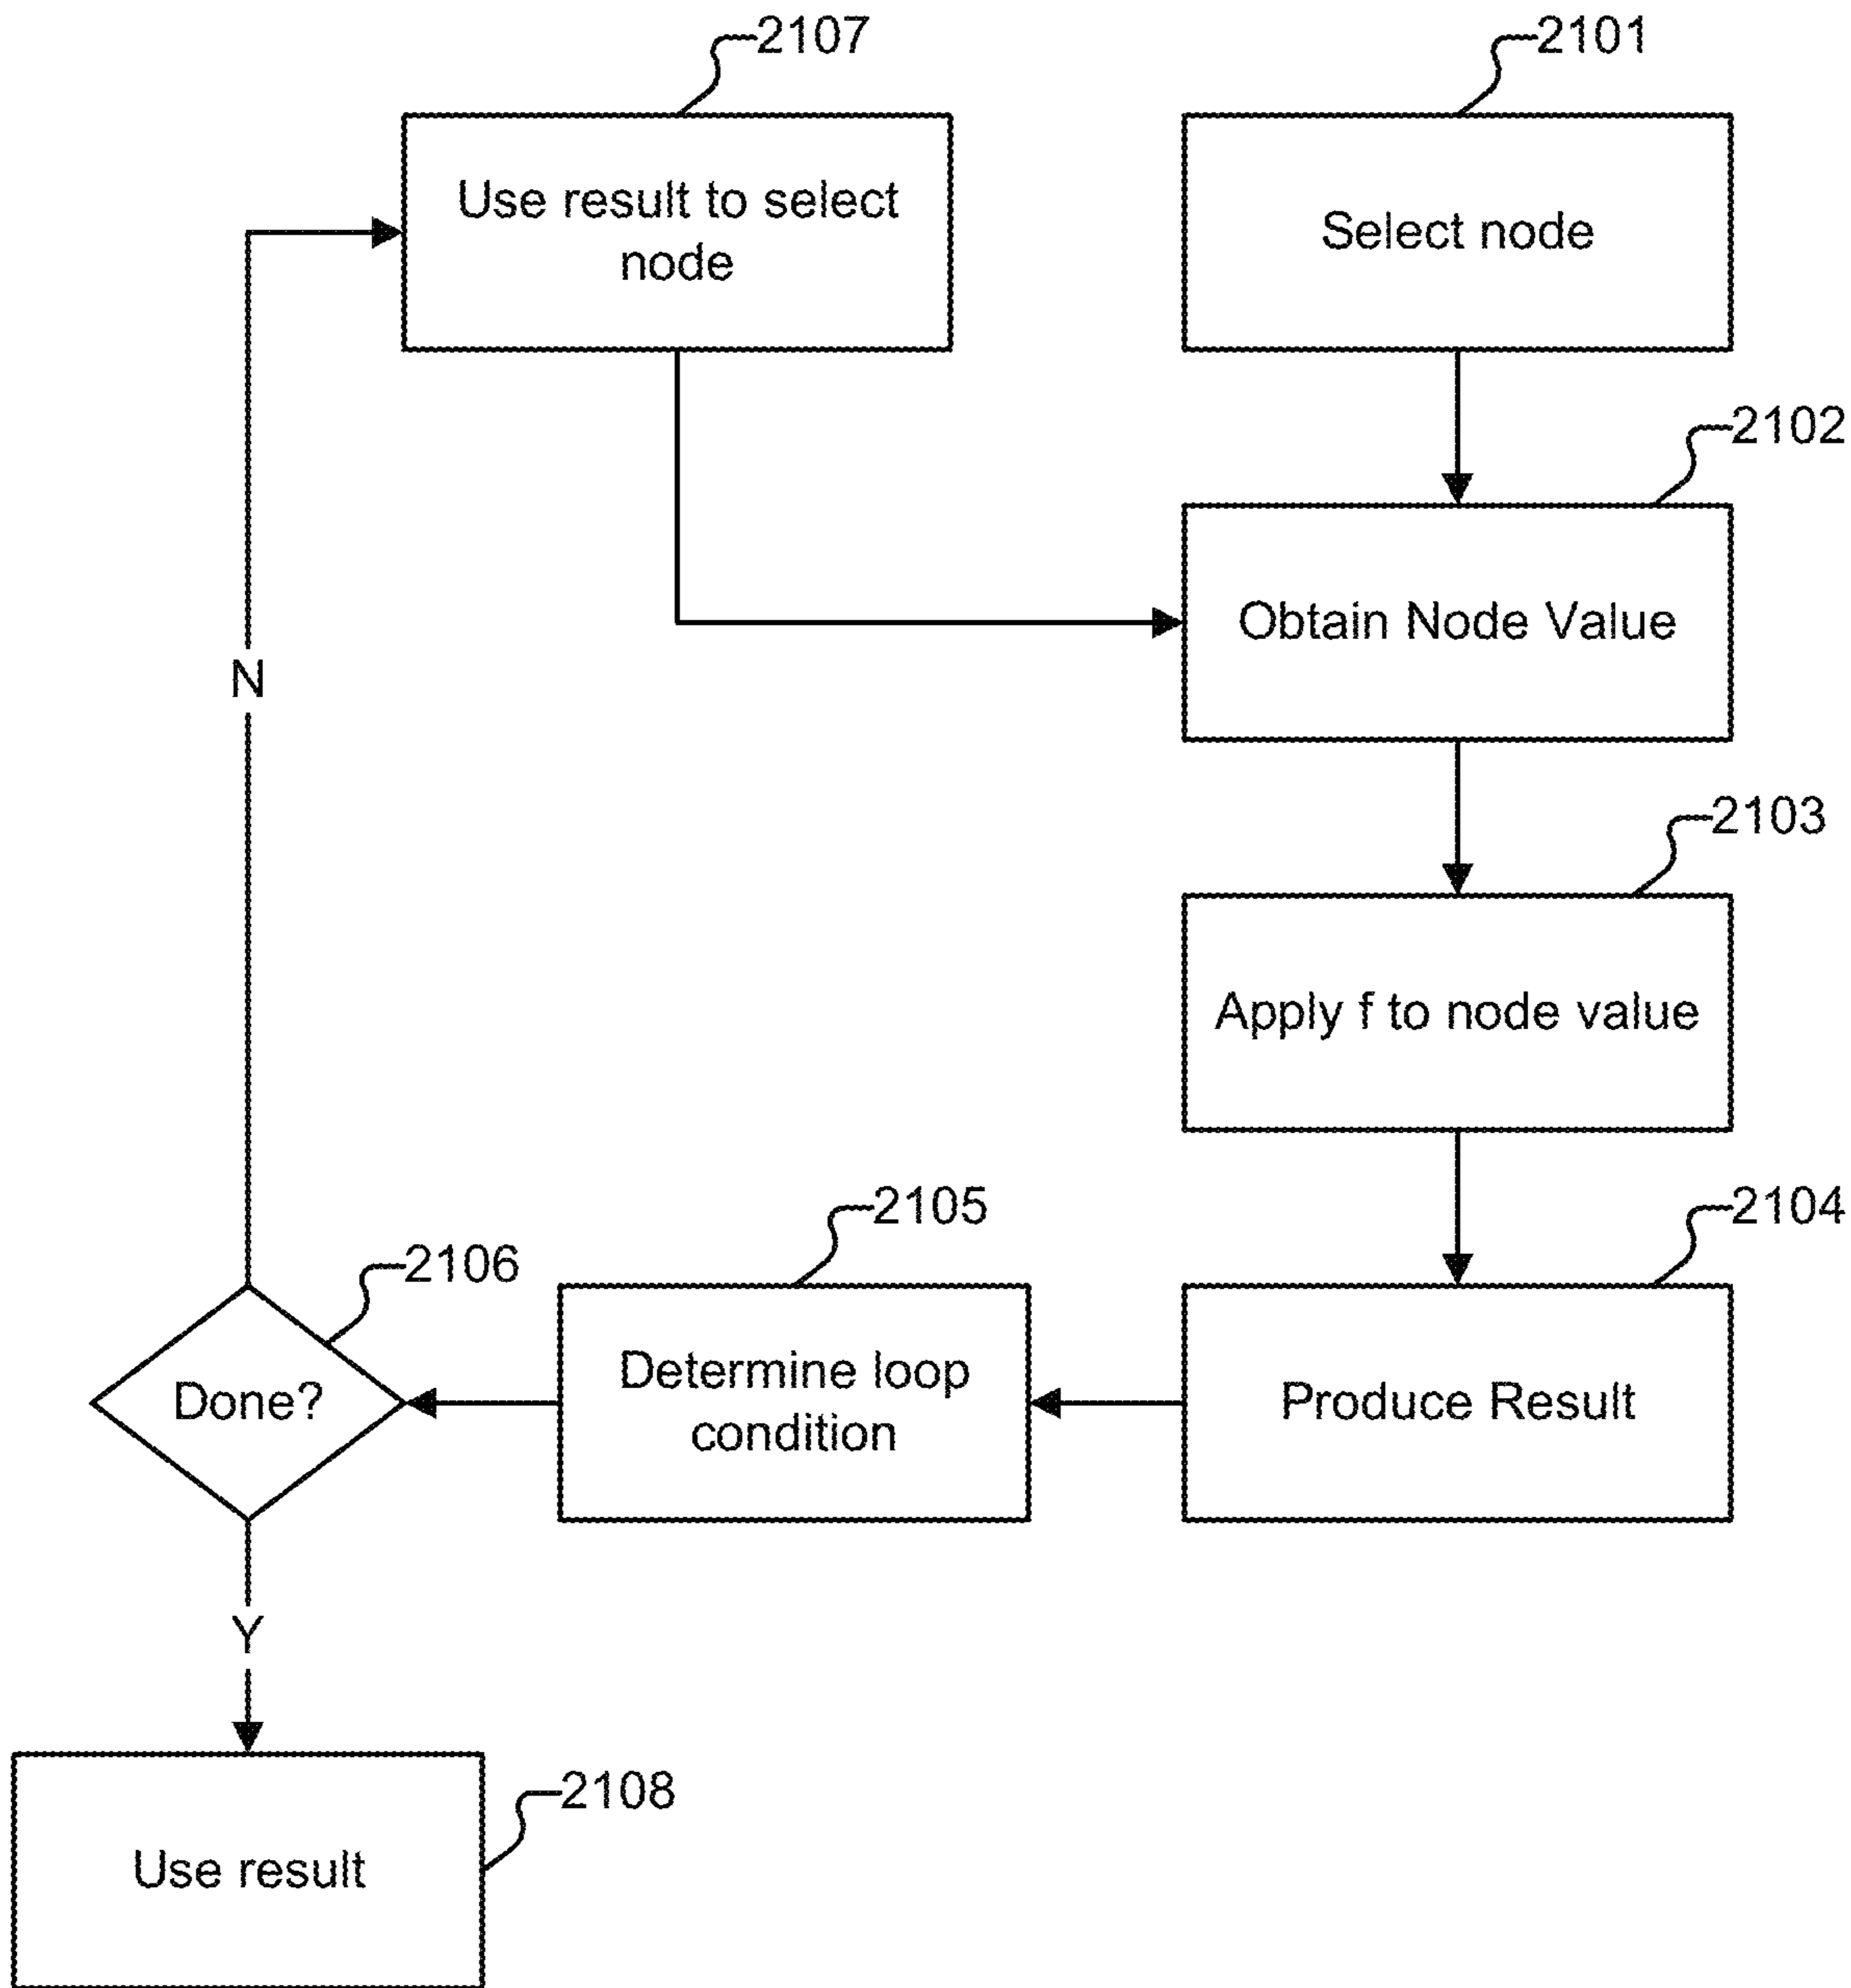 2107
2101
Use result to select
node
Select node
2102
Obtain Node Value
N
2103
Apply f to node value
2105
2104
2106
Determine loop
condition
Done?
Produce Result
Y
2108
Use result